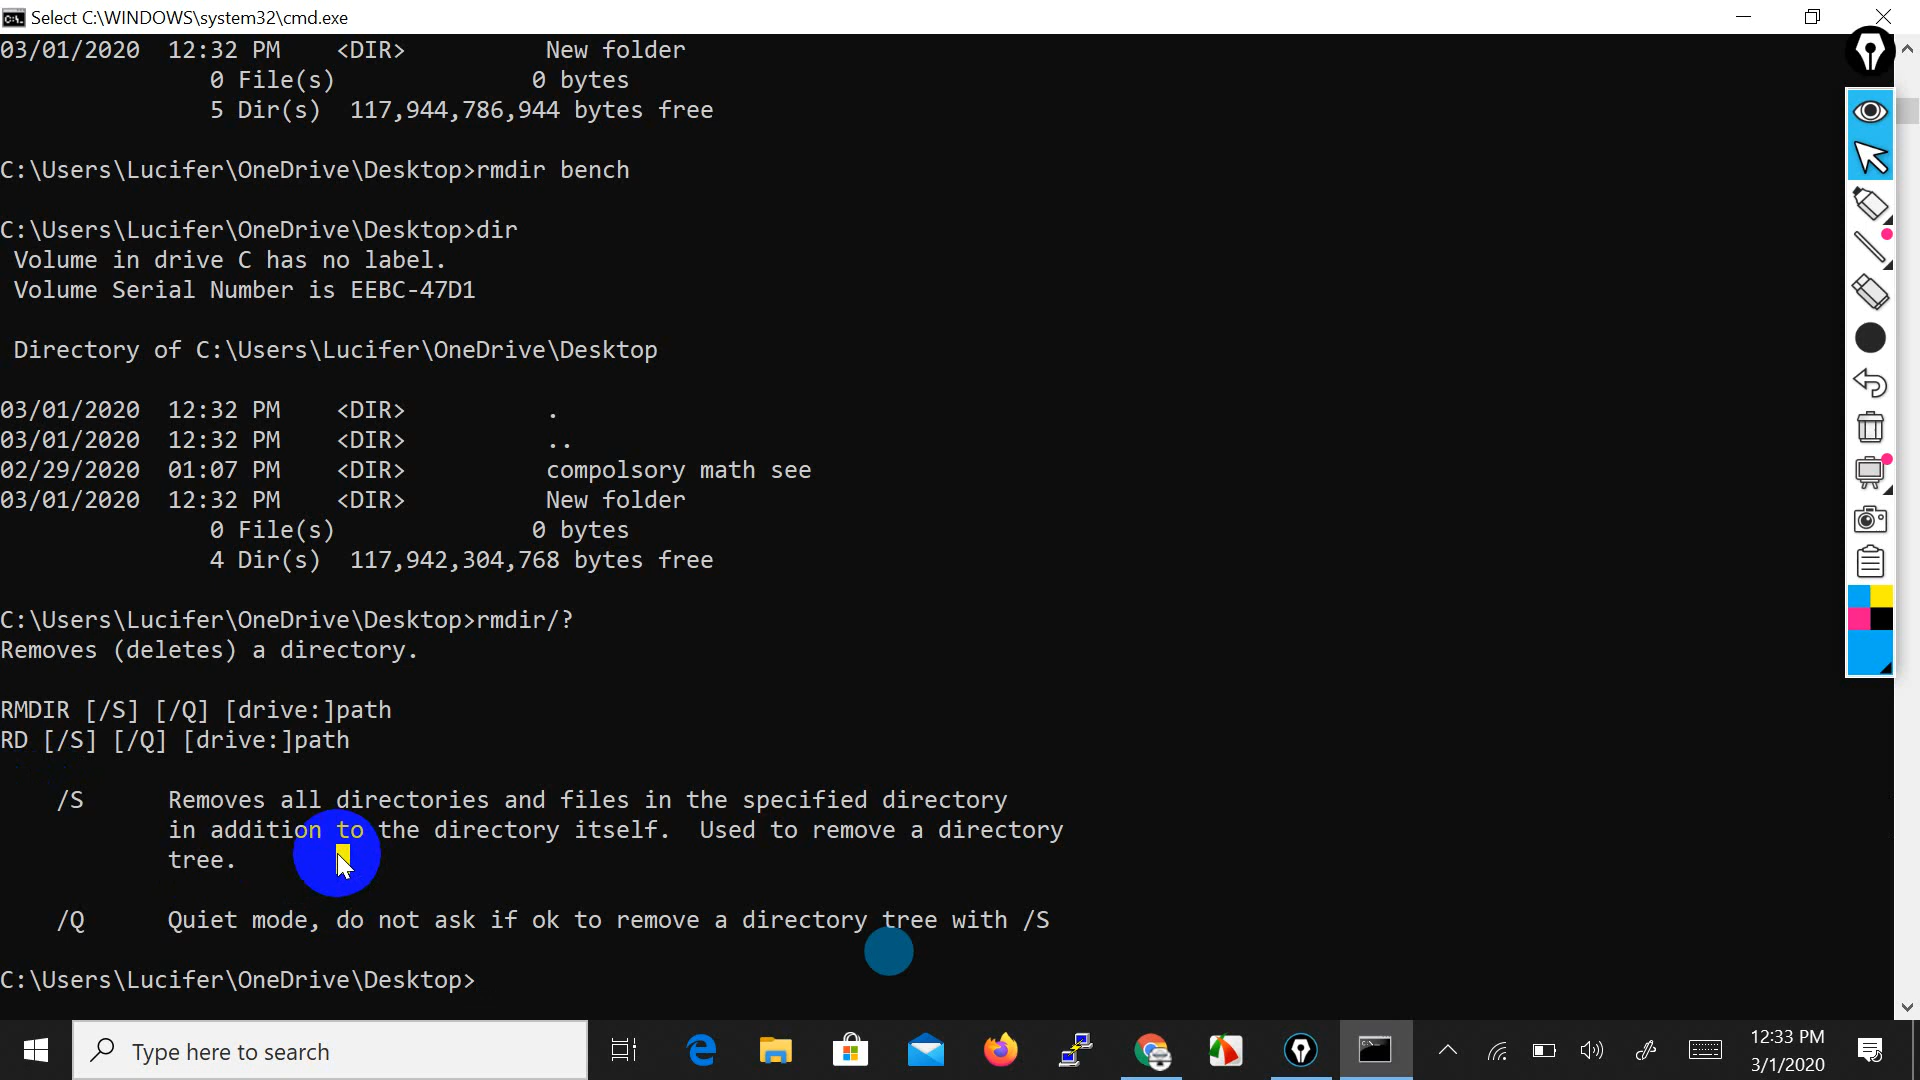 Select C:\WINDOWS\system32\cmd.exe
03/01/2020  12:32 PM    <DIR>          New folder
               0 File(s)              0 bytes
               5 Dir(s)  117,944,786,944 bytes free
C:\Users\Lucifer\OneDrive\Desktop>rmdir bench
C:\Users\Lucifer\OneDrive\Desktop>dir
 Volume in drive C has no label.
 Volume Serial Number is EEBC-47D1
 Directory of C:\Users\Lucifer\OneDrive\Desktop
03/01/2020  12:32 PM    <DIR>          .
03/01/2020  12:32 PM    <DIR>          ..
02/29/2020  01:07 PM    <DIR>          compolsory math see
03/01/2020  12:32 PM    <DIR>          New folder
               0 File(s)              0 bytes
               4 Dir(s)  117,942,304,768 bytes free
C:\Users\Lucifer\OneDrive\Desktop>rmdir/?
Removes (deletes) a directory.
RMDIR [/S] [/Q] [drive:]path
RD [/S] [/Q] [drive:]path
    /S      Removes all directories and files in the specified directory
            in addition to the directory itself.  Used to remove a directory
            tree.
    /Q      Quiet mode, do not ask if ok to remove a directory tree with /S
C:\Users\Lucifer\OneDrive\Desktop>
Type here to search
12:33 PM
3/1/2020